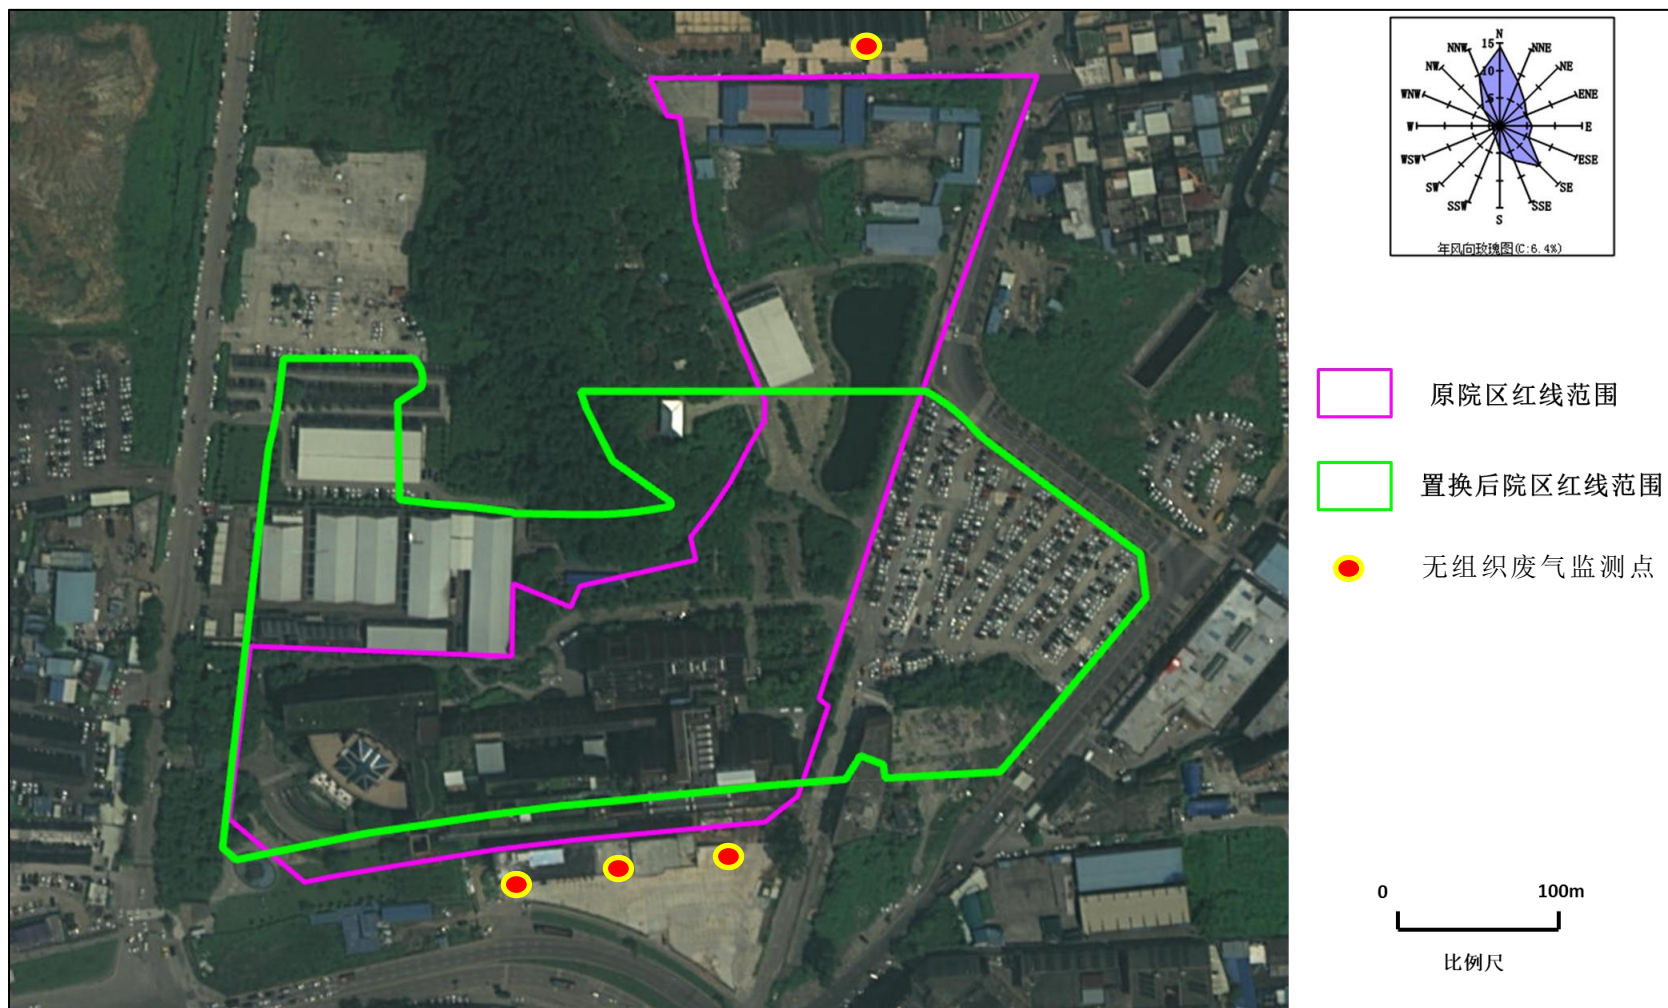 N
NNW
NNE
NW
NE
WNW
ENE
W
E
WSW
ESE
SW
SE
SSW
SSE
S
15
10
5
年风向玫瑰图(C:6.4%)
原院区红线范围
置换后院区红线范围
无组织废气监测点
0 100m
比例尺